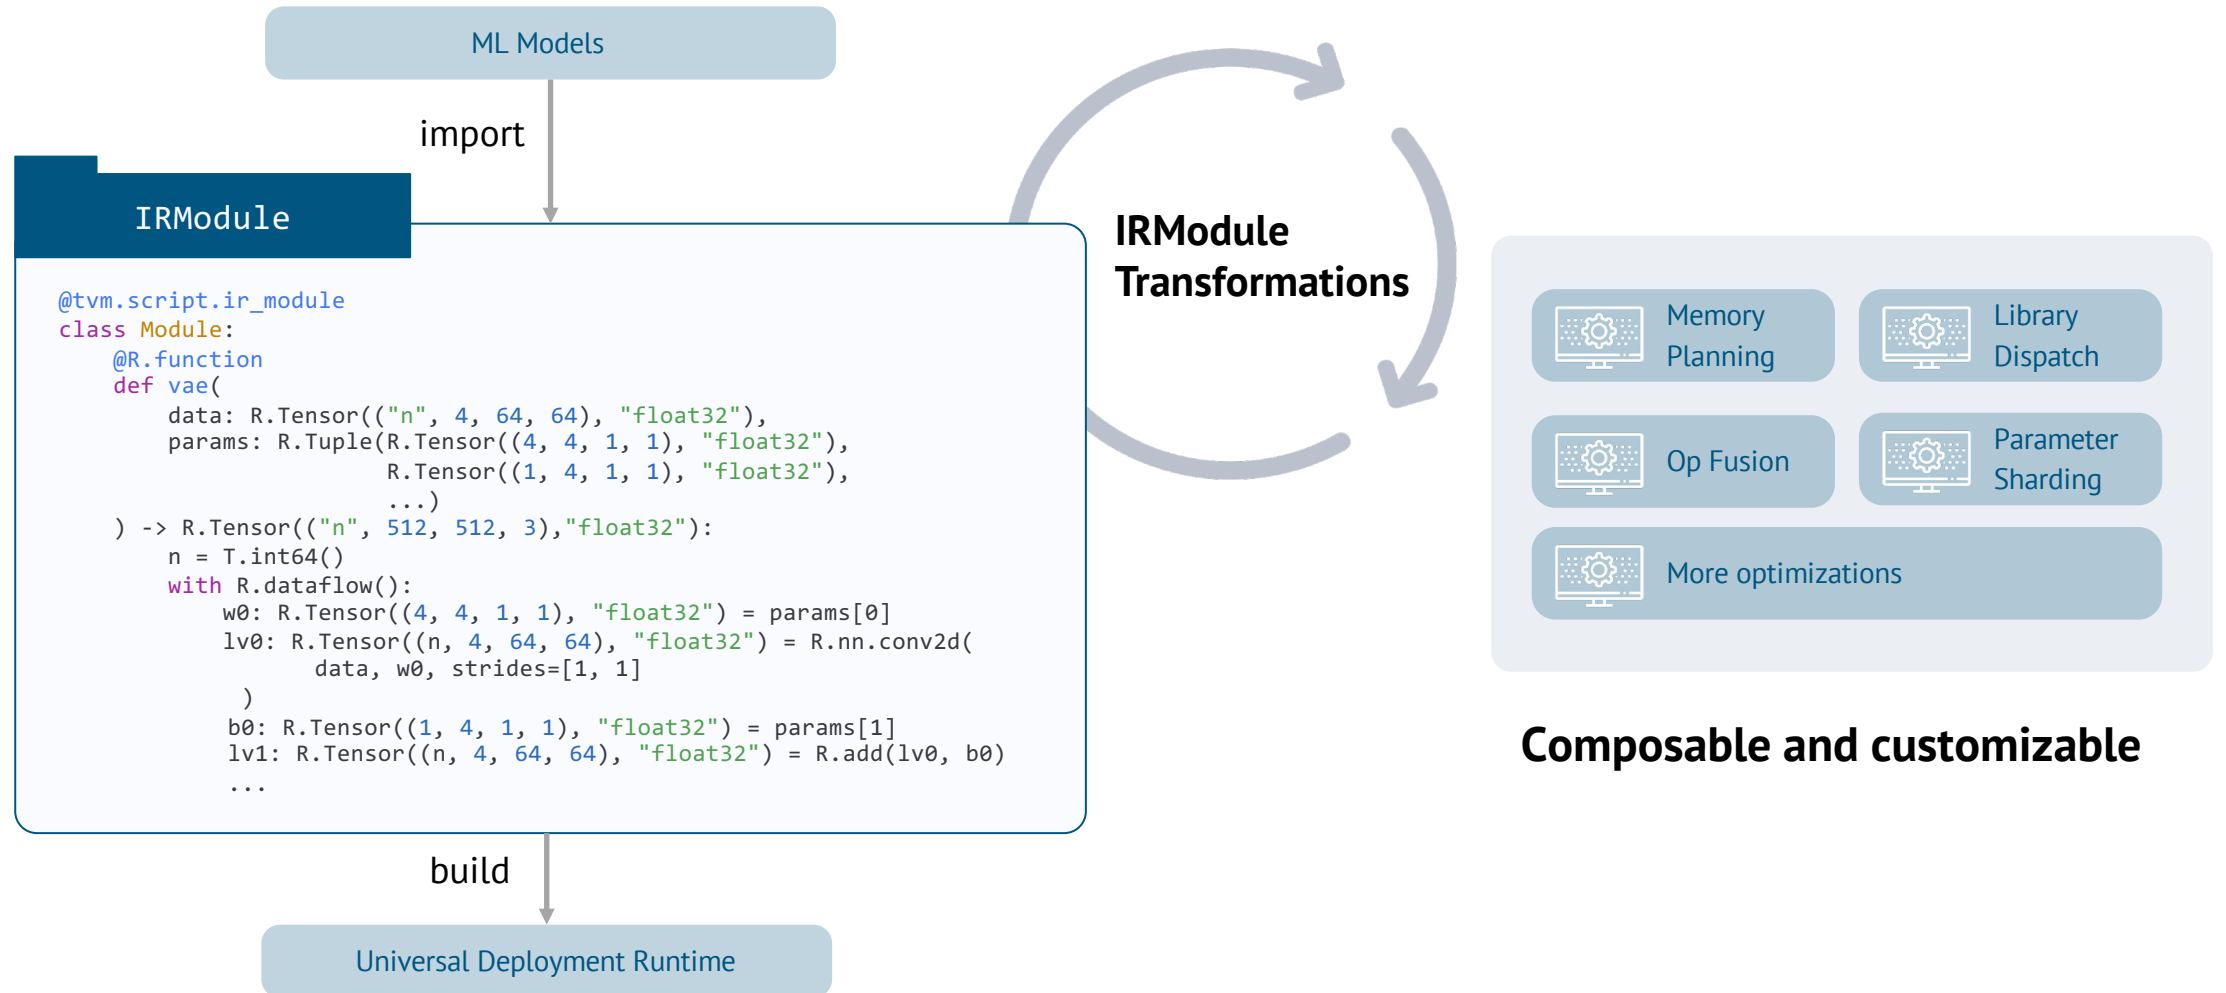 ML Models
import
IRModule
@tvm.script.ir_module
class Module:
    @R.function
    def vae(
        data: R.Tensor(("n", 4, 64, 64), "float32"),
        params: R.Tuple(R.Tensor((4, 4, 1, 1), "float32"),
                        R.Tensor((1, 4, 1, 1), "float32"),
                        ...)
    ) -> R.Tensor(("n", 512, 512, 3),"float32"):
        n = T.int64()
        with R.dataflow():
            w0: R.Tensor((4, 4, 1, 1), "float32") = params[0]
            lv0: R.Tensor((n, 4, 64, 64), "float32") = R.nn.conv2d(
                   data, w0, strides=[1, 1]
             )
            b0: R.Tensor((1, 4, 1, 1), "float32") = params[1]
            lv1: R.Tensor((n, 4, 64, 64), "float32") = R.add(lv0, b0)
            ...
build
Universal Deployment Runtime
IRModule
Transformations
Memory
Planning
Library
Dispatch
Op Fusion
Parameter
Sharding
More optimizations
Composable and customizable